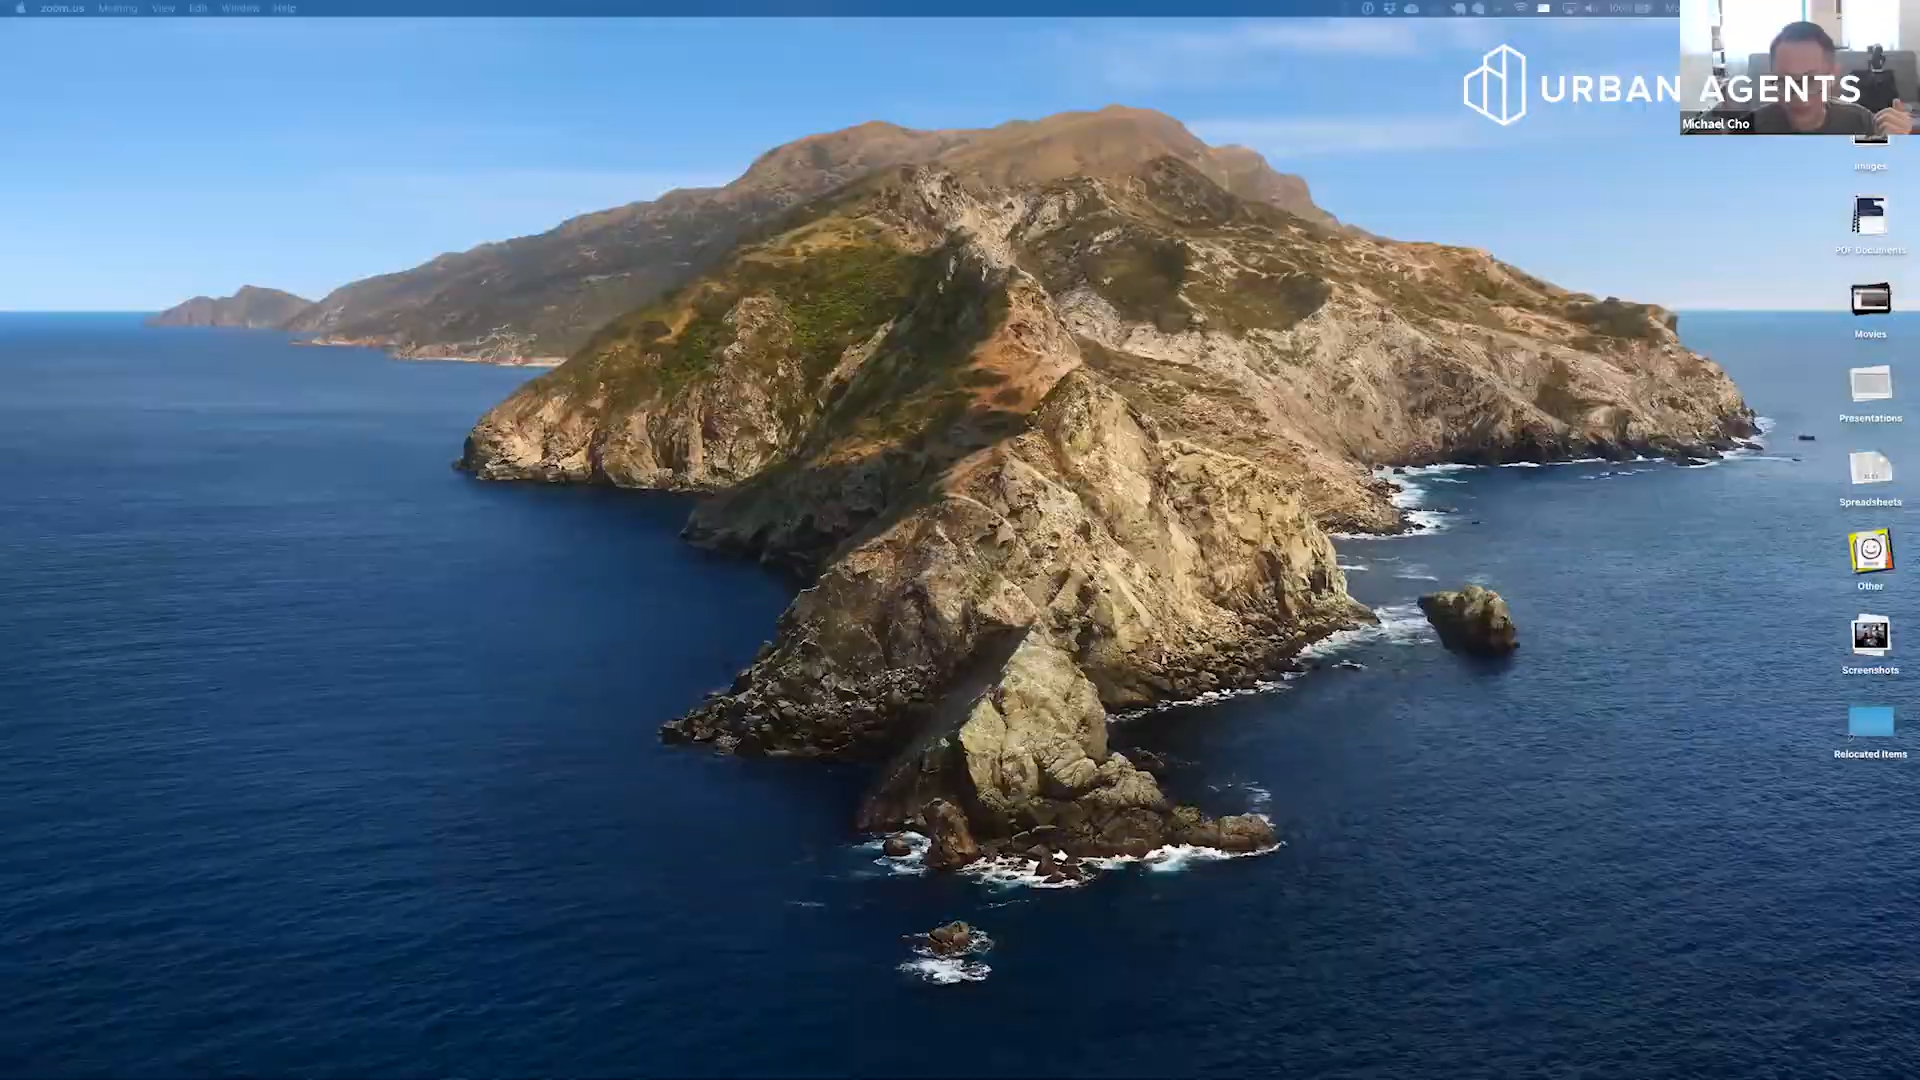 zoom.us Meeting View Edit Window Help
100%
URBAN AGENTS
Michael Cho
Images
PDF Documents
Movies
Presentations
Spreadsheets
Other
Screenshots
Relocated Items